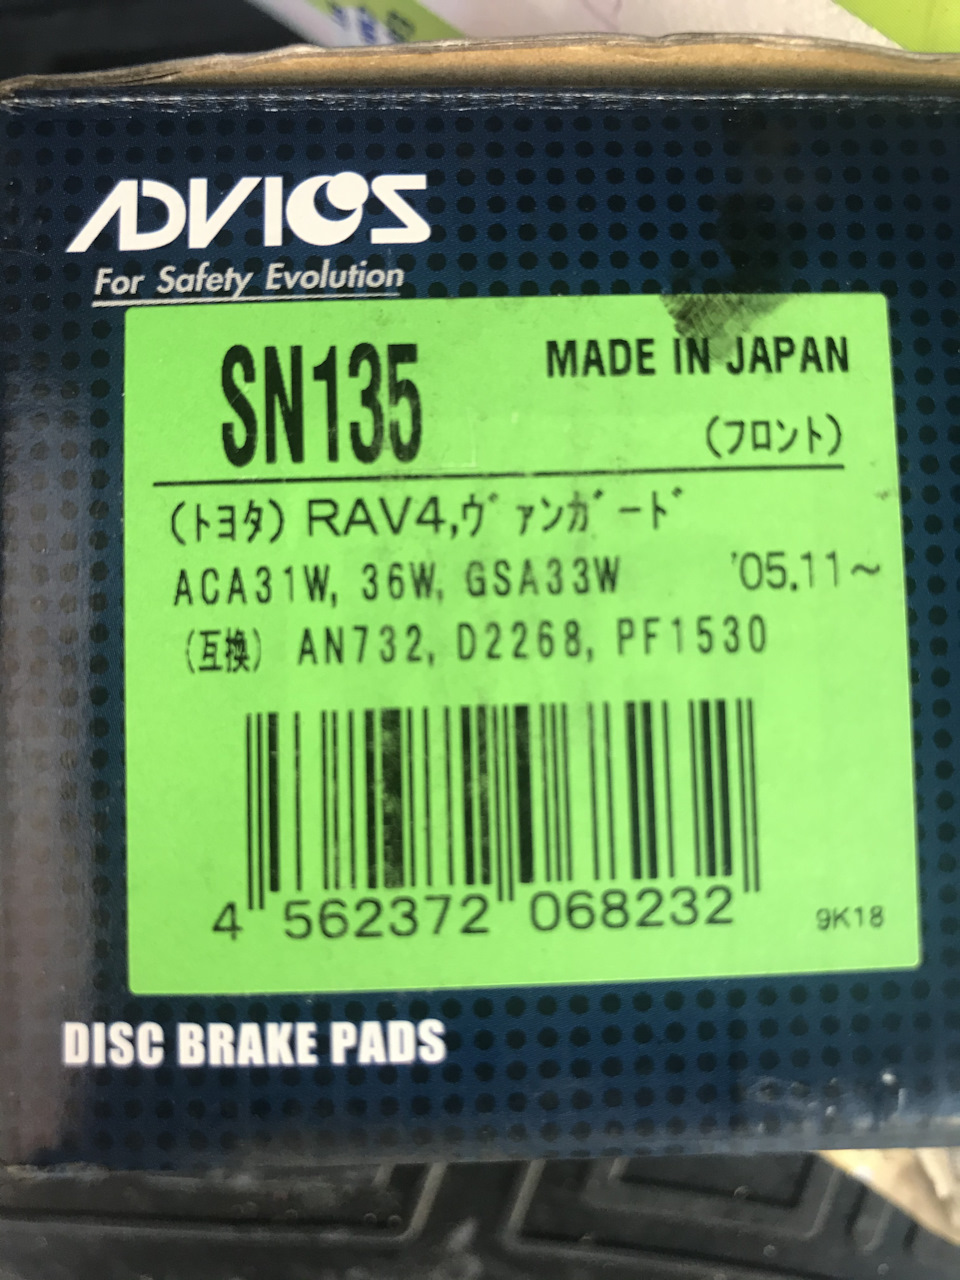 ADVICS
For Safety Evolution
SN135
MADE IN JAPAN
(フロント)
(トヨタ) RAV4,ヴァンガード
ACA31W, 36W, GSA33W '05.11~
(互換) AN732, D2268, PF1530
4 562372 068232
9K18
DISC BRAKE PADS